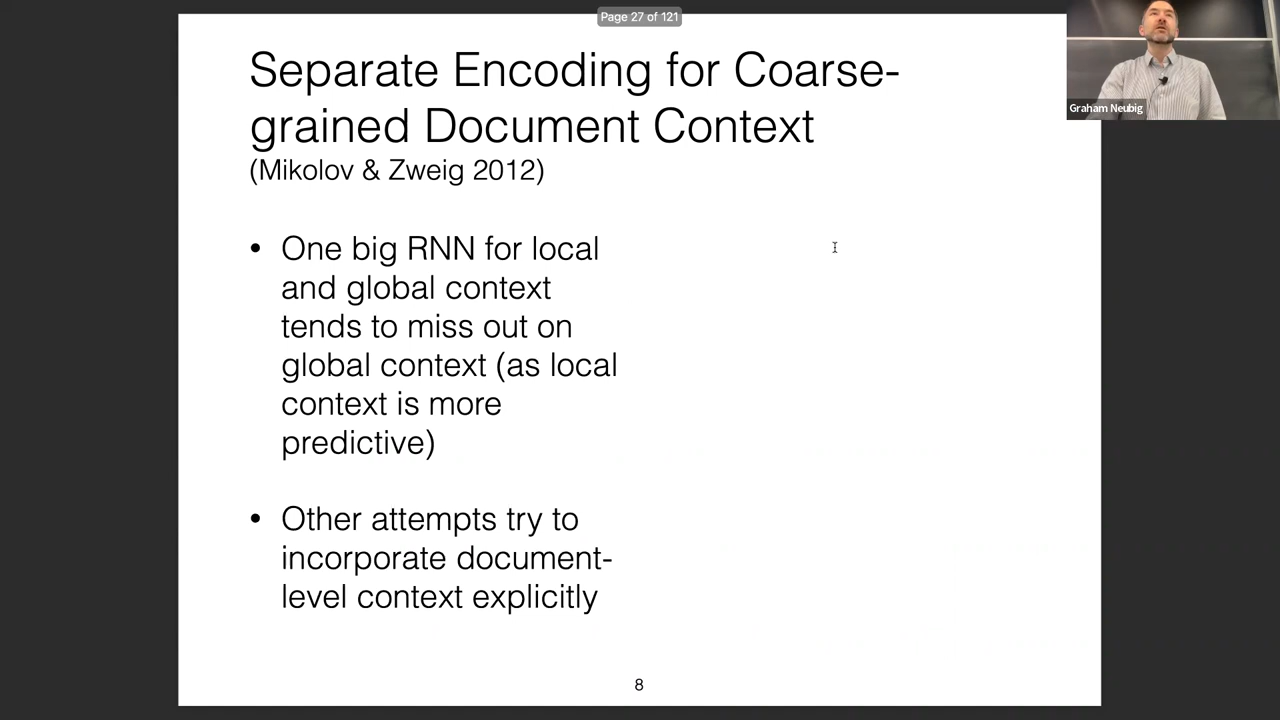 Page 27 of 121
Graham Neubig
Separate Encoding for Coarse-
grained Document Context
(Mikolov & Zweig 2012)
• One big RNN for local
and global context
tends to miss out on
global context (as local
context is more
predictive)
• Other attempts try to
incorporate document-
level context explicitly
8